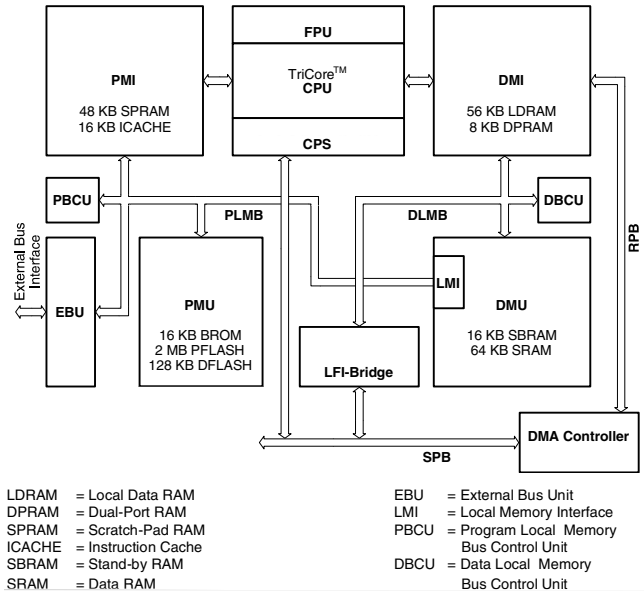 FPU
PMI
TriCore™
CPU
DMI
48 KB SPRAM
16 KB ICACHE
56 KB LDRAM
8 KB DPRAM
CPS
PBCU
DBCU
PLMB
DLMB
RPB
External Bus
Interface
EBU
PMU
LMI
DMU
16 KB BROM
2 MB PFLASH
128 KB DFLASH
16 KB SBRAM
64 KB SRAM
LFI-Bridge
DMA Controller
SPB
LDRAM = Local Data RAM
DPRAM = Dual-Port RAM
SPRAM = Scratch-Pad RAM
ICACHE = Instruction Cache
SBRAM = Stand-by RAM
SRAM = Data RAM
EBU = External Bus Unit
LMI = Local Memory Interface
PBCU = Program Local Memory
Bus Control Unit
DBCU = Data Local Memory
Bus Control Unit